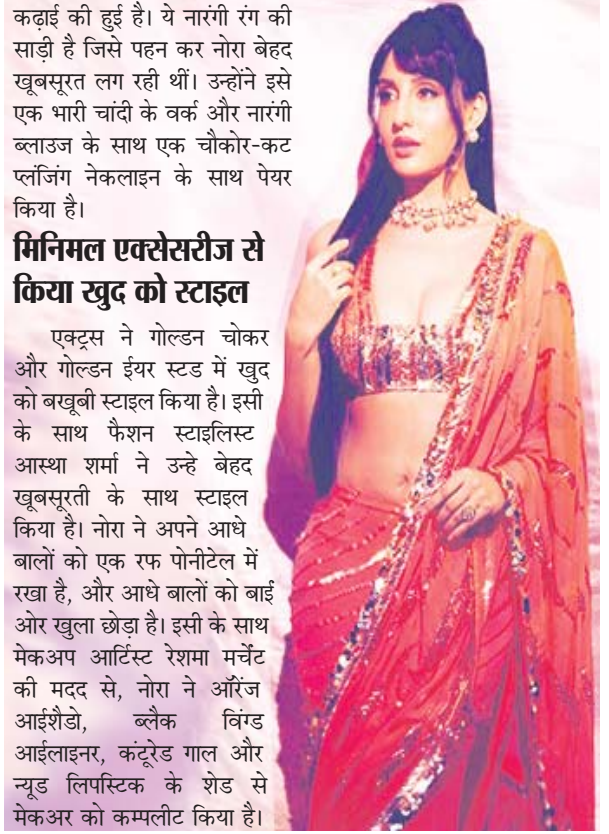 कढ़ाई की हुई है। ये नारंगी रंग की
साड़ी है जिसे पहन कर नोरा बेहद
खूबसूरत लग रही थीं। उन्होंने इसे
एक भारी चांदी के वर्क और नारंगी
ब्लाउज के साथ एक चौकोर-कट
प्लंजिंग नेकलाइन के साथ पेयर
किया है।
मिनिमल एक्सेसरीज से
किया खुद को स्टाइल
एक्ट्रस ने गोल्डन चोकर
और गोल्डन ईयर स्टड में खुद
को बखूबी स्टाइल किया है। इसी
के साथ फैशन स्टाइलिस्ट
आस्था शर्मा ने उन्हे बेहद
खूबसूरती के साथ स्टाइल
किया है। नोरा ने अपने आधे
बालों को एक रफ पोनीटेल में
रखा है, और आधे बालों को बाईं
ओर खुला छोड़ा है। इसी के साथ
मेकअप आर्टिस्ट रेशमा मर्चेंट
की मदद से, नोरा ने ऑरेंज
आईशैडो, ब्लैक विंग्ड
आईलाइनर, कंटूरेड गाल और
न्यूड लिपस्टिक के शेड से
मेकअर को कम्पलीट किया है।